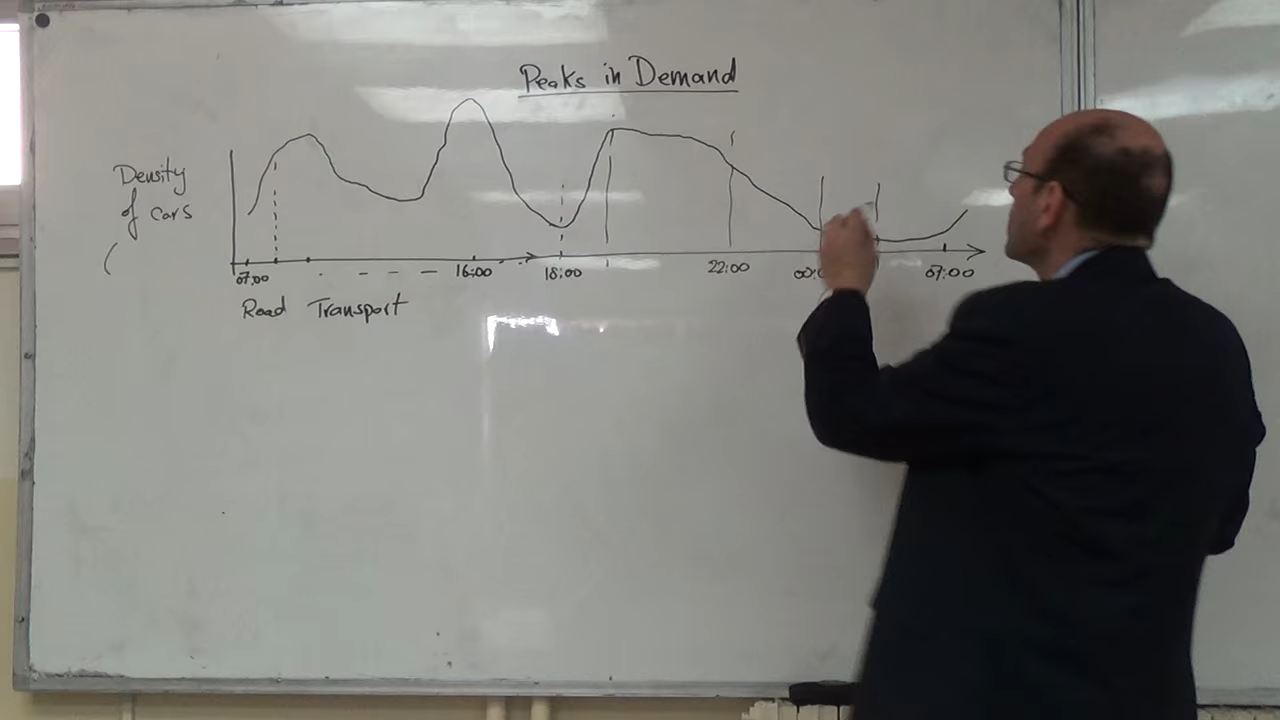 Peaks in Demand
Density
of cars
07:00 16:00 18:00 22:00 07:00
Road Transport